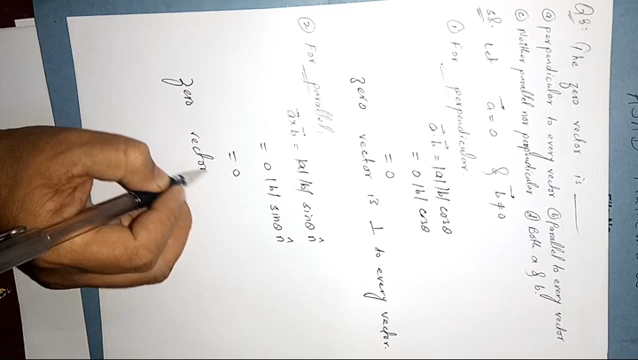 Q8: The zero vector is ____
(a) perpendicular to every vector (b) Parallel to every vector
(c) Neither parallel nor perpendicular (d) Both a & b.
Sol. Let a⃗ = 0 & b⃗ ≠ 0
(1) For perpendicular
a⃗.b⃗ = |a| |b| cosθ
= 0 |b| cosθ
= 0
Zero vector is ⊥ to every vector.
(2) For parallel,
a⃗×b⃗ = |a| |b| sinθ n̂
= 0 |b| sinθ n̂
= 0
Zero vector